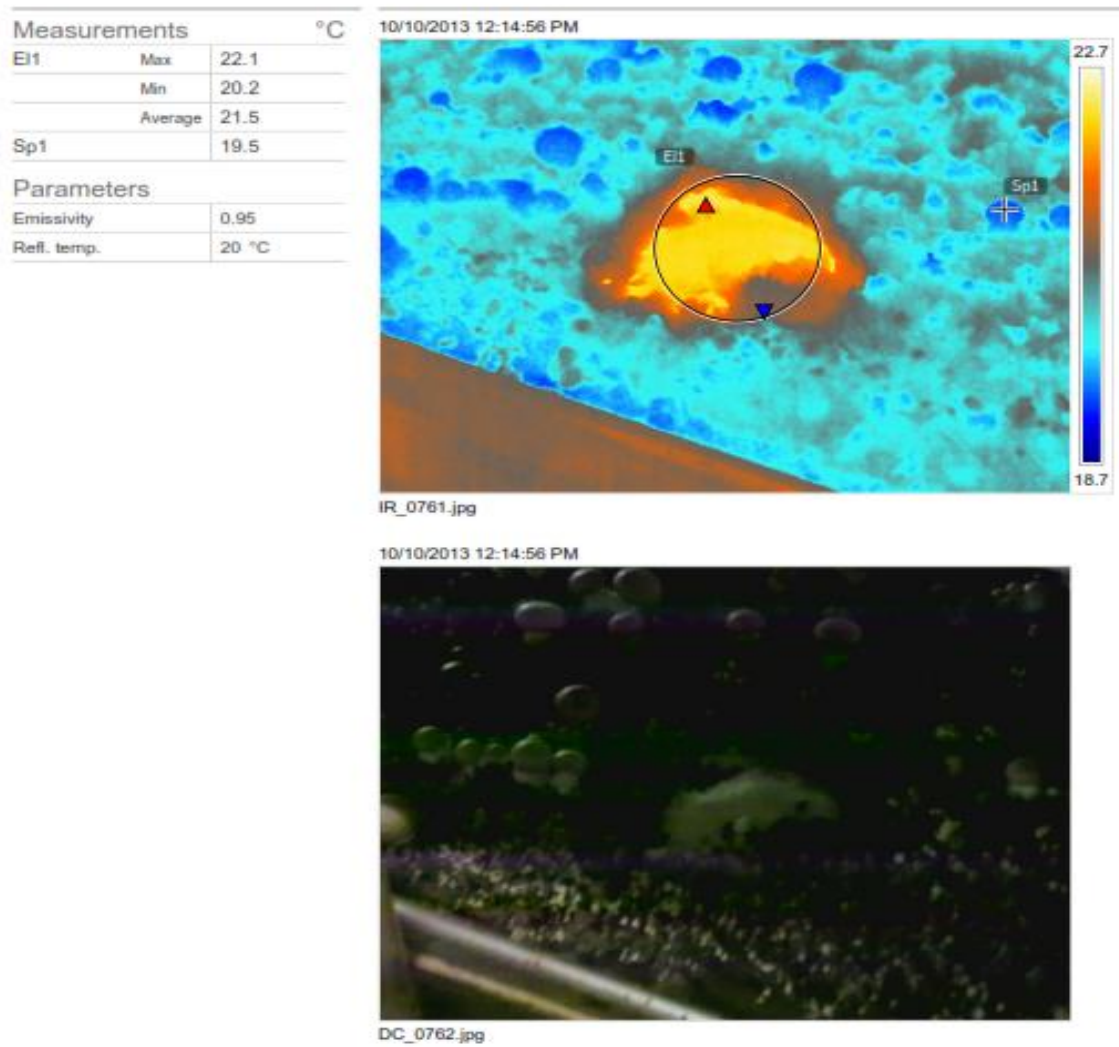 Measurements °C
El1 Max 22.1
Min 20.2
Average 21.5
Sp1 19.5
Parameters
Emissivity 0.95
Refl. temp. 20 °C
10/10/2013 12:14:56 PM
22.7
El1
Sp1
18.7
IR_0761.jpg
10/10/2013 12:14:56 PM
DC_0762.jpg